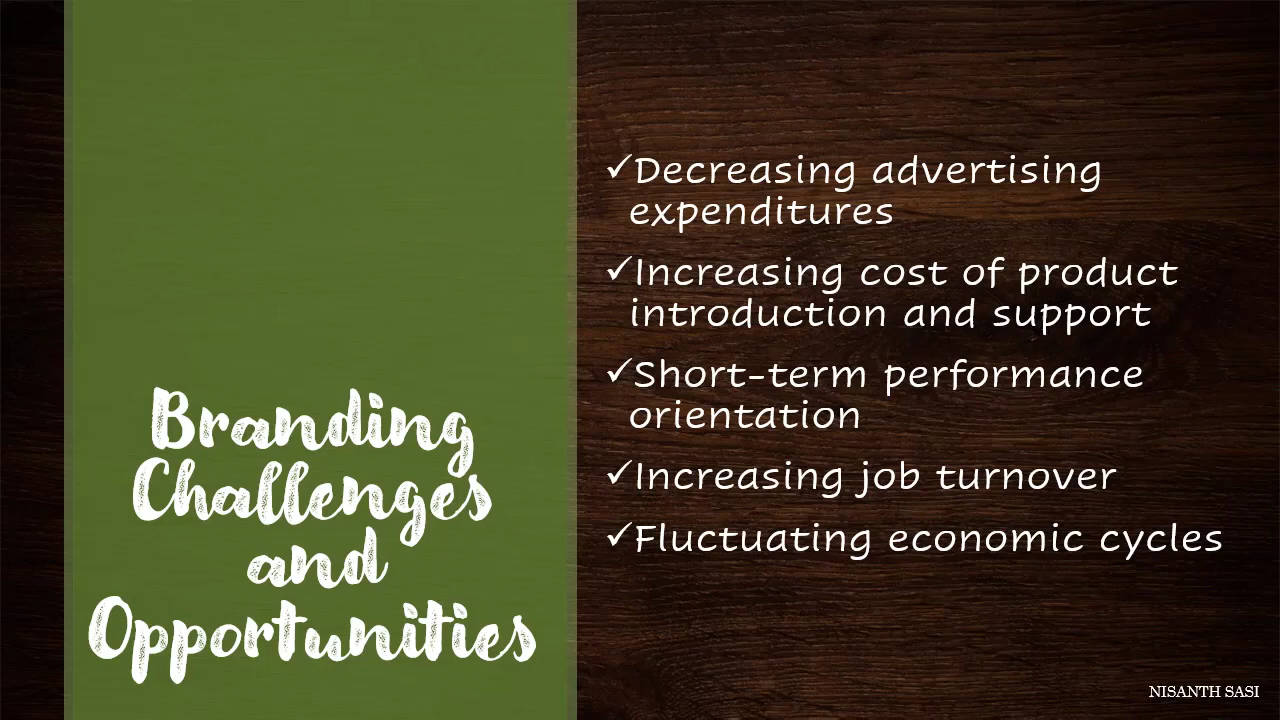 Branding
Challenges
and
Opportunities
✓Decreasing advertising
expenditures
✓Increasing cost of product
introduction and support
✓Short-term performance
orientation
✓Increasing job turnover
✓Fluctuating economic cycles
NISANTH SASI